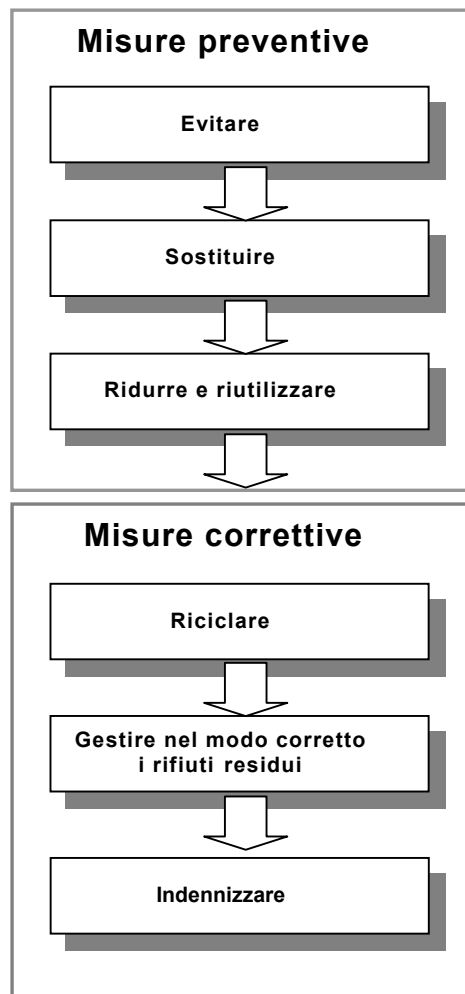 Misure preventive
Evitare
Sostituire
Ridurre e riutilizzare
Misure correttive
Riciclare
Gestire nel modo corretto
i rifiuti residui
Indennizzare